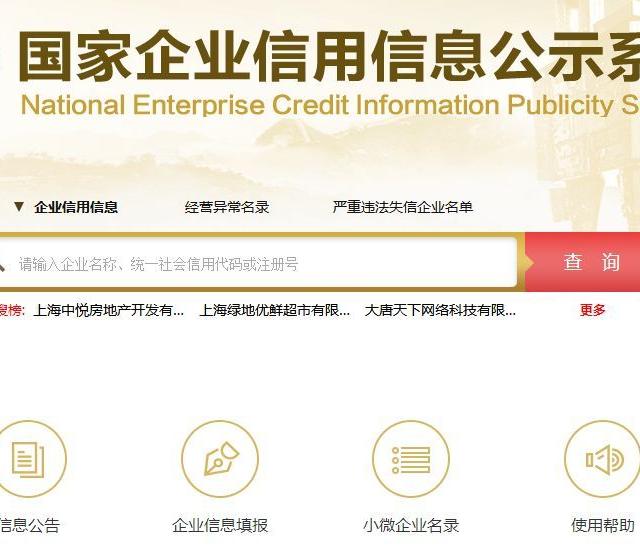 国家企业信用信息公示系
National Enterprise Credit Information Publicity S
企业信用信息 经营异常名录 严重违法失信企业名单
请输入企业名称、统一社会信用代码或注册号 查 询
搜榜: 上海中悦房地产开发有... 上海绿地优鲜超市有限... 大唐天下网络科技有限... 更多
信息公告 企业信息填报 小微企业名录 使用帮助